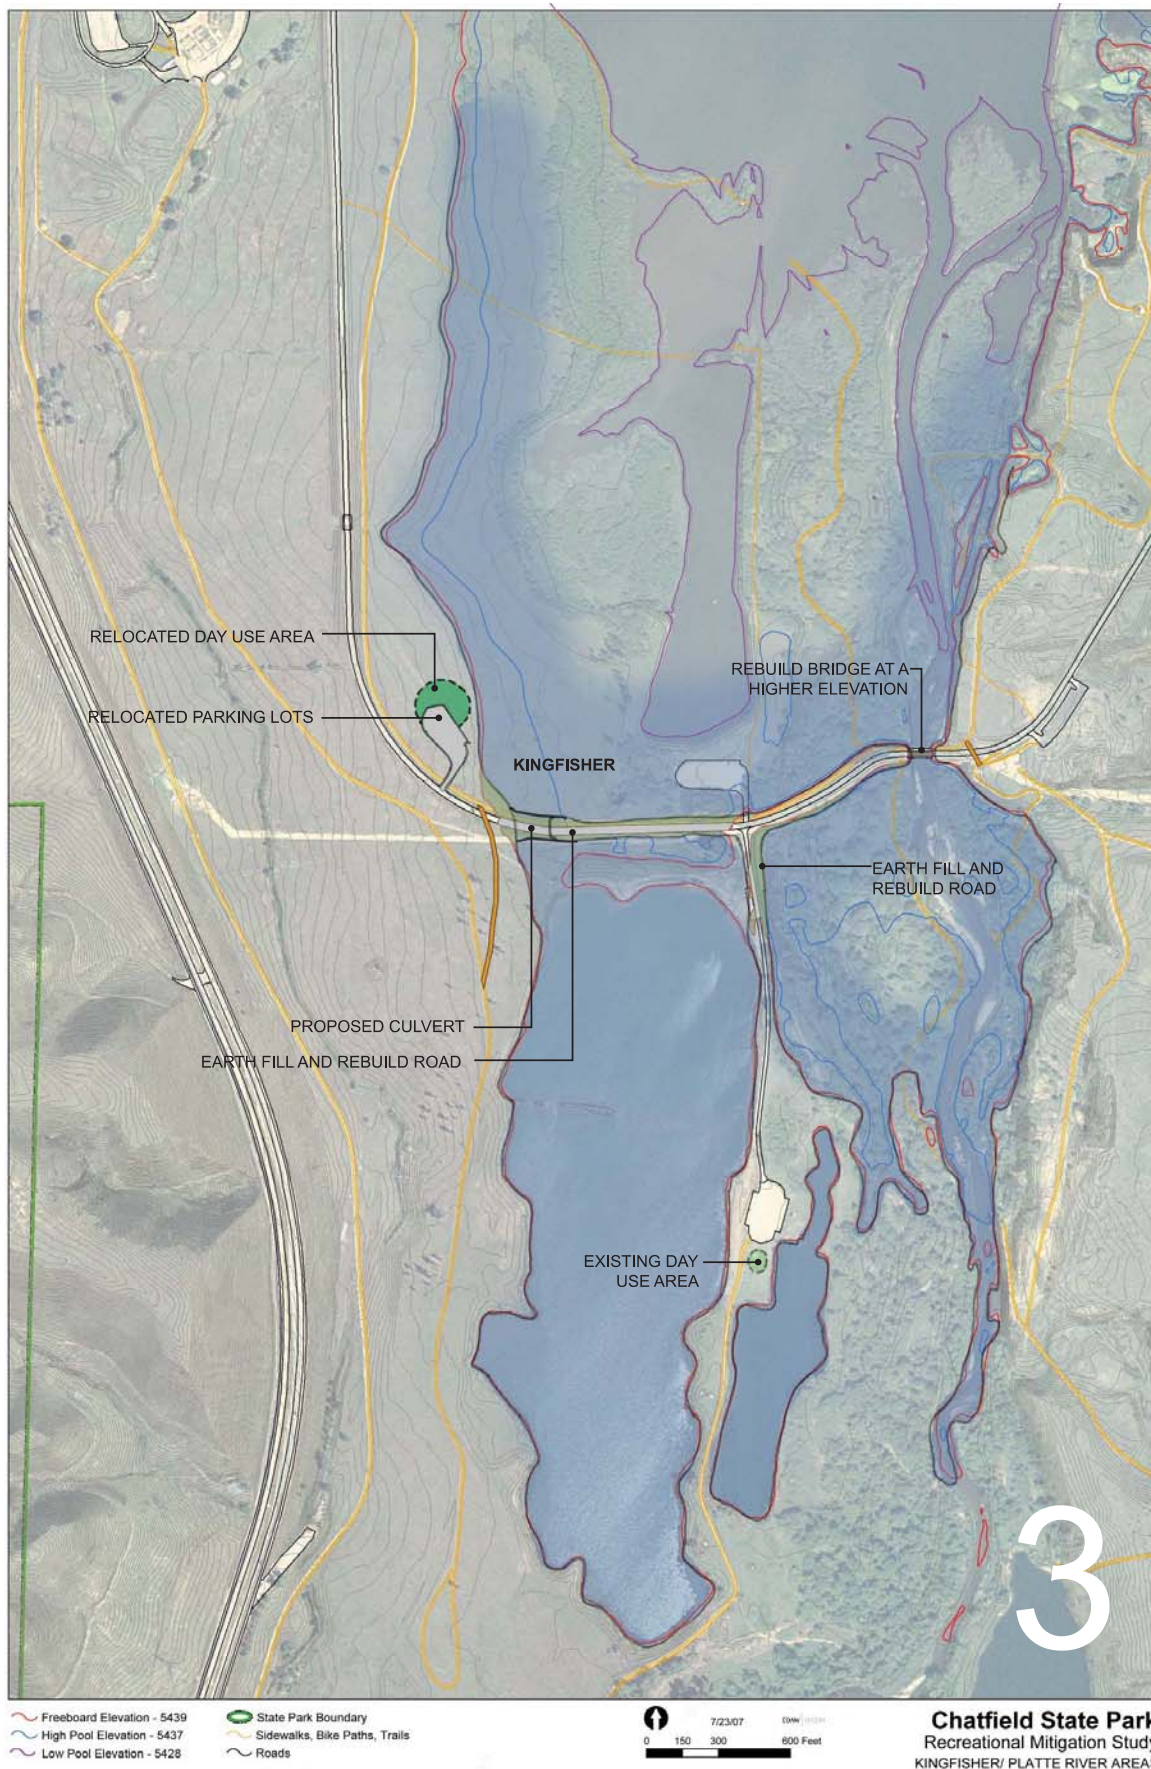 RELOCATED DAY USE AREA
RELOCATED PARKING LOTS
REBUILD BRIDGE AT A
HIGHER ELEVATION
KINGFISHER
EARTH FILL AND
REBUILD ROAD
PROPOSED CULVERT
EARTH FILL AND REBUILD ROAD
EXISTING DAY
USE AREA
3
Freeboard Elevation - 5439
High Pool Elevation - 5437
Low Pool Elevation - 5428
State Park Boundary
Sidewalks, Bike Paths, Trails
Roads
7/23/07
EDAW
0 150 300 600 Feet
Chatfield State Park
Recreational Mitigation Study
KINGFISHER/ PLATTE RIVER AREAS